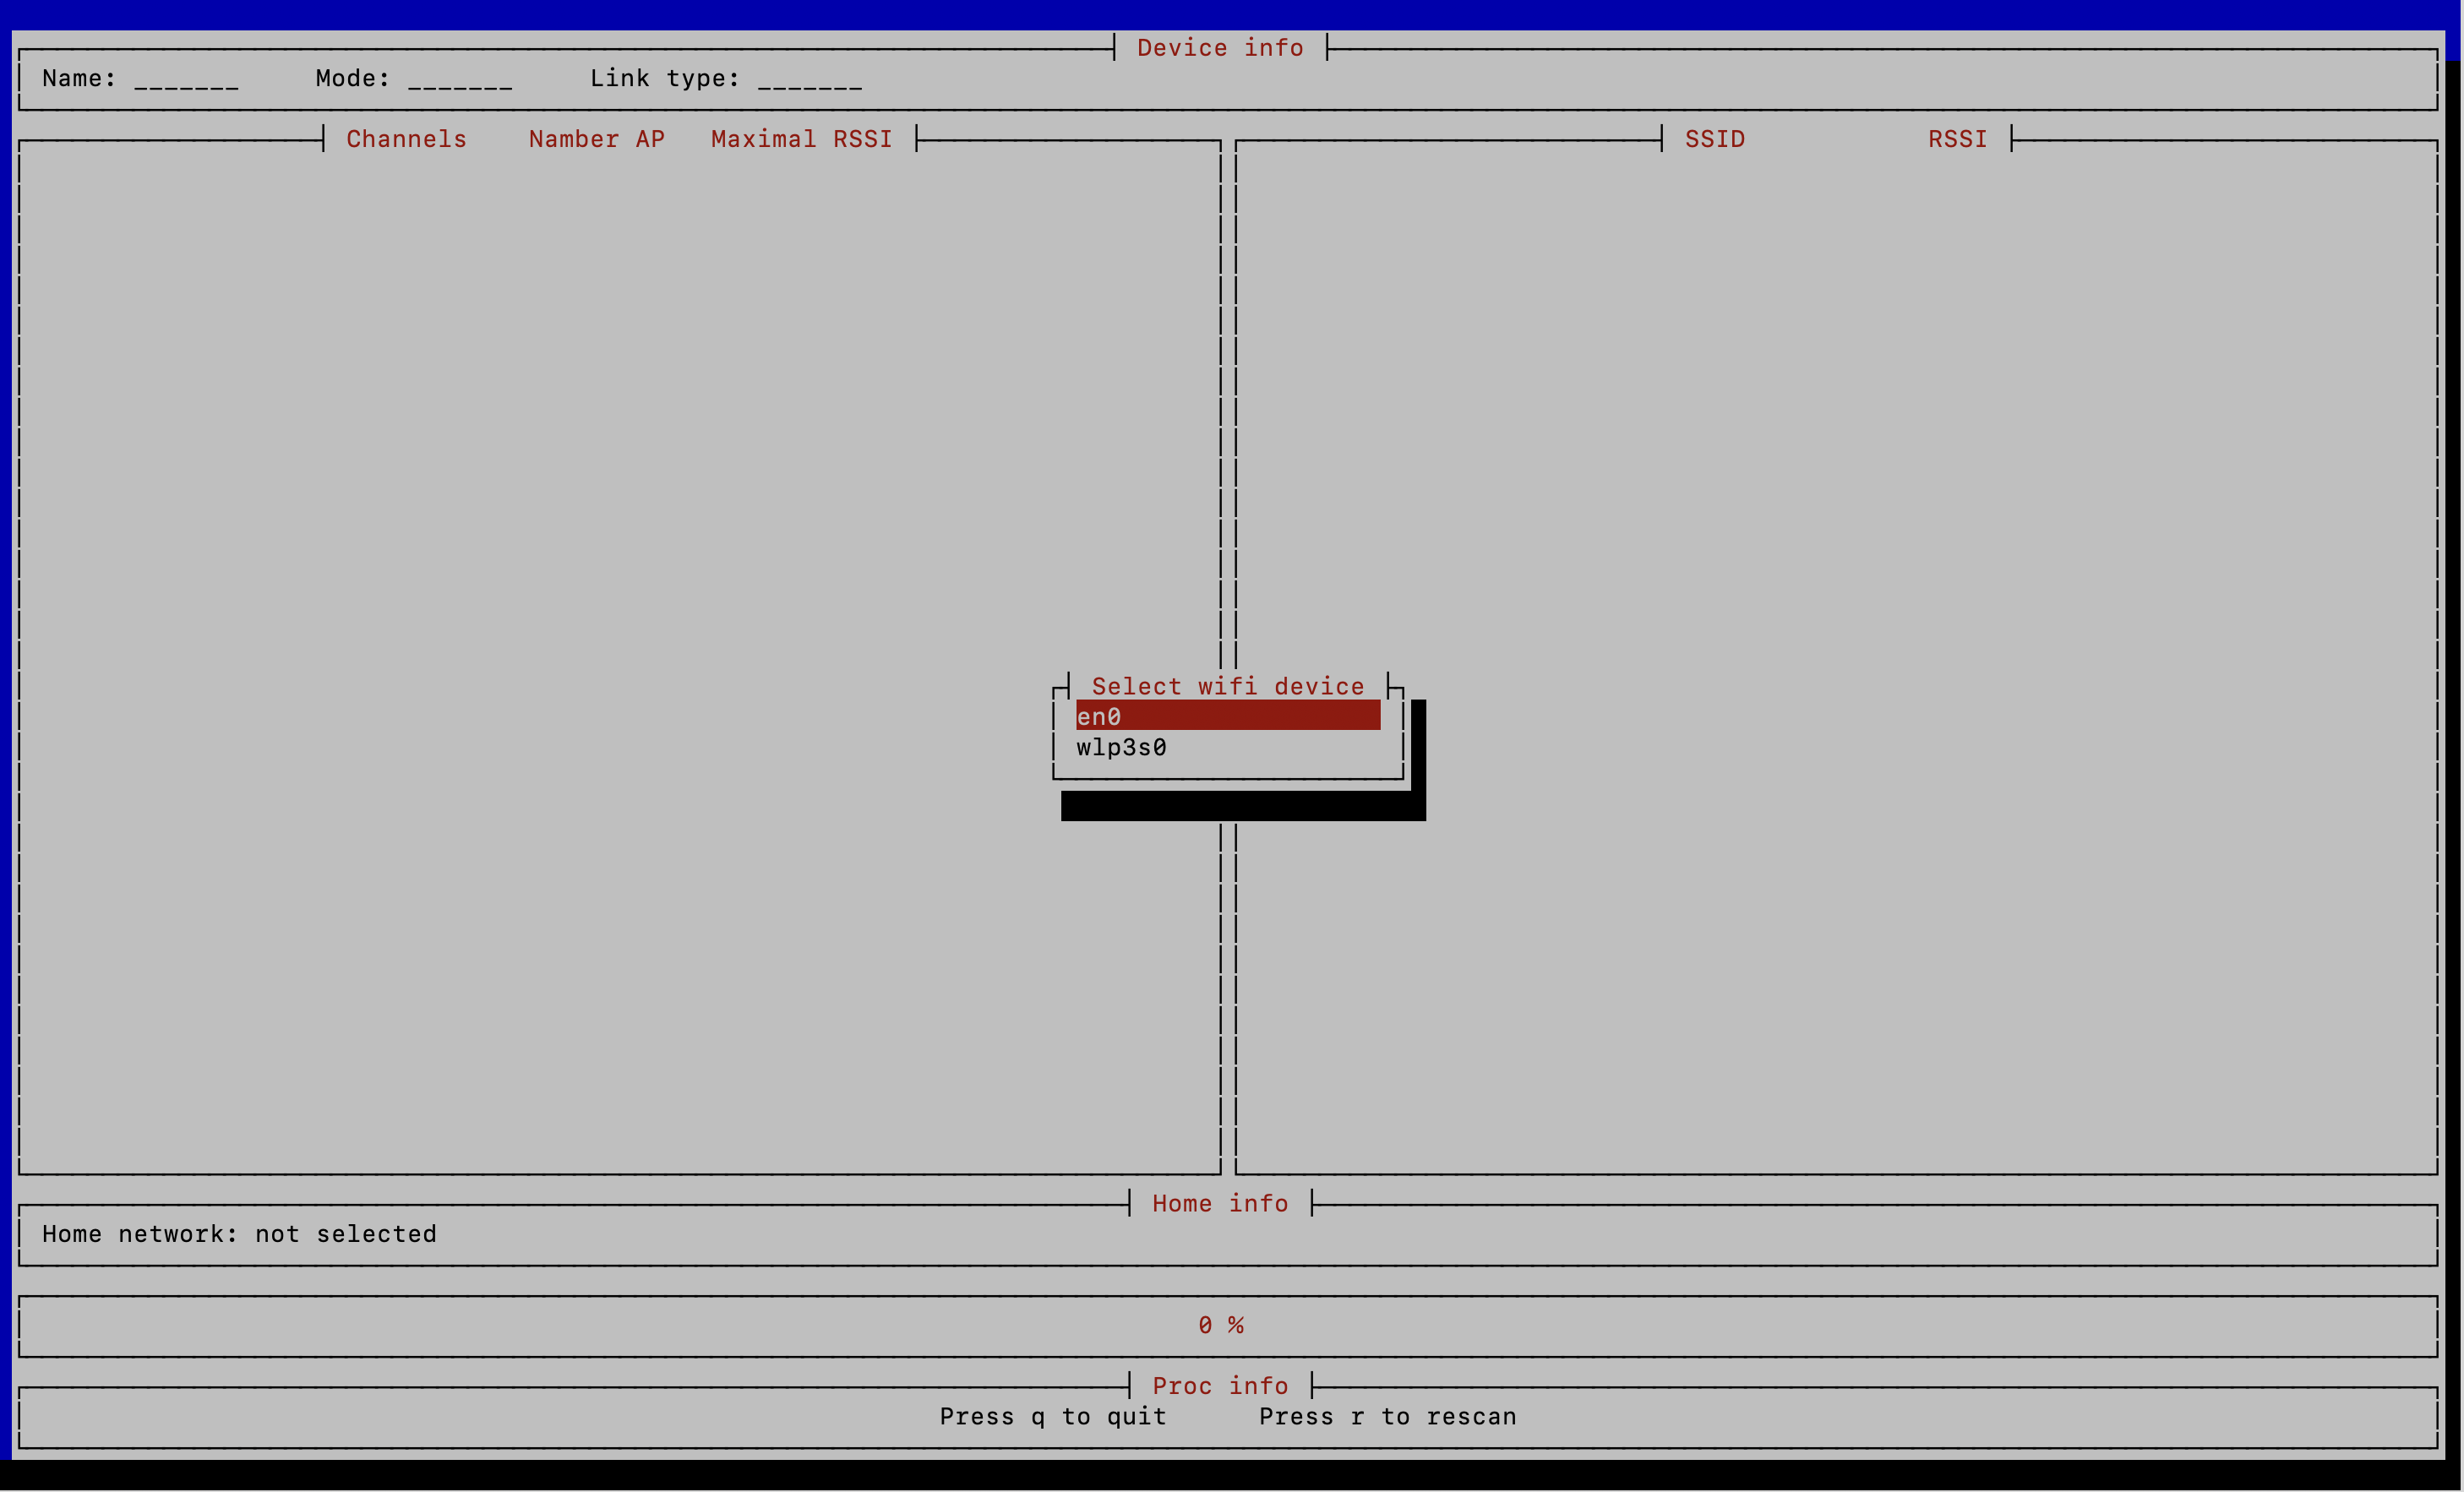 Device info
Name: _______ Mode: _______ Link type: _______
Channels Namber AP Maximal RSSI SSID RSSI
Select wifi device
en0
wlp3s0
Home info
Home network: not selected
0 %
Proc info
Press q to quit Press r to rescan